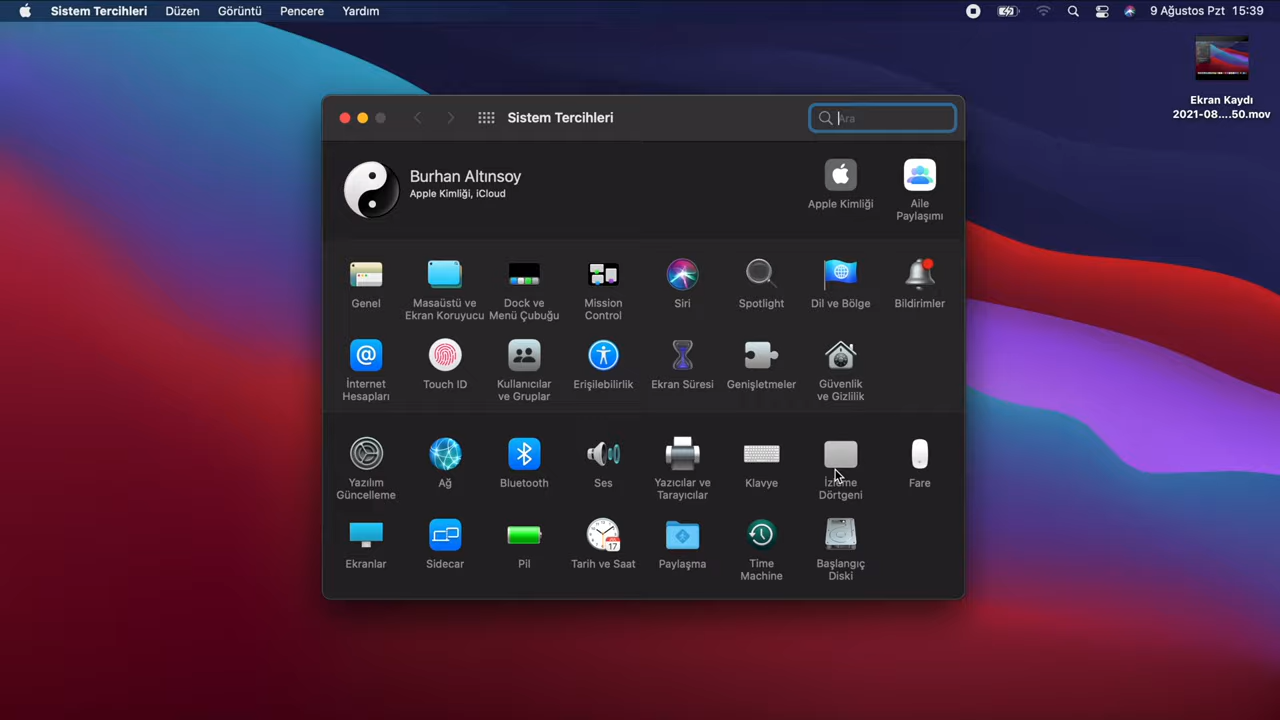 Sistem Tercihleri Düzen Görüntü Pencere Yardım 9 Ağustos Pzt 15:39
Ekran Kaydı
2021-08....50.mov
Sistem Tercihleri
Ara
Burhan Altınsoy
Apple Kimliği, iCloud
Apple Kimliği
Aile
Paylaşımı
Genel
Masaüstü ve
Ekran Koruyucu
Dock ve
Menü Çubuğu
Mission
Control
Siri
Spotlight
Dil ve Bölge
Bildirimler
İnternet
Hesapları
Touch ID
Kullanıcılar
ve Gruplar
Erişilebilirlik
Ekran Süresi
Genişletmeler
Güvenlik
ve Gizlilik
Yazılım
Güncelleme
Ağ
Bluetooth
Ses
Yazıcılar ve
Tarayıcılar
Klavye
İzleme
Dörtgeni
Fare
Ekranlar
Sidecar
Pil
17
Tarih ve Saat
Paylaşma
Time
Machine
Başlangıç
Diski